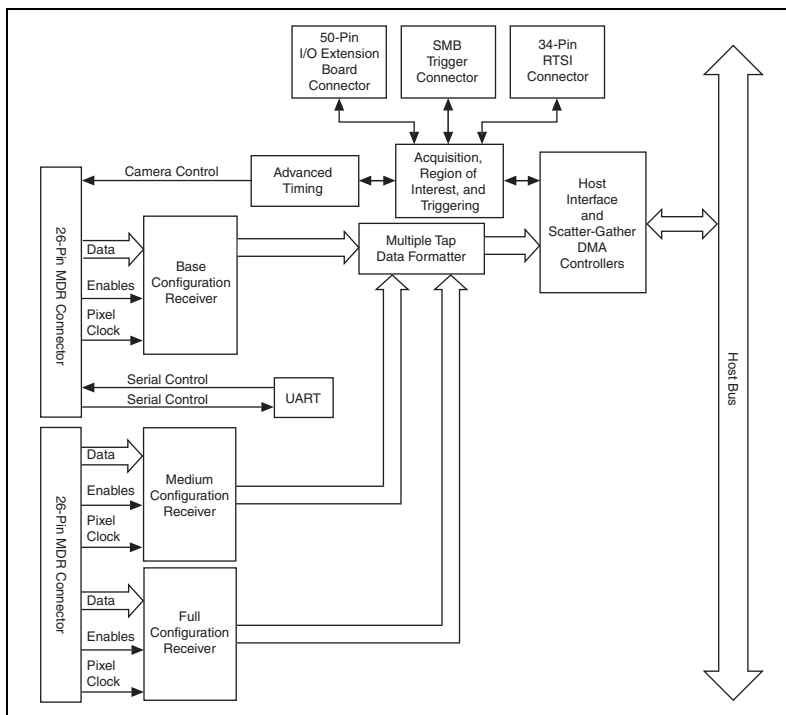 50-Pin
I/O Extension
Board
Connector
SMB
Trigger
Connector
34-Pin
RTSI
Connector
Camera Control
Advanced
Timing
Acquisition,
Region of
Interest, and
Triggering
Host
Interface
and
Scatter-Gather
DMA
Controllers
26-Pin MDR Connector
Data
Enables
Pixel
Clock
Base
Configuration
Receiver
Multiple Tap
Data Formatter
Serial Control
Serial Control
UART
Host Bus
26-Pin MDR Connector
Data
Enables
Pixel
Clock
Medium
Configuration
Receiver
Data
Enables
Pixel
Clock
Full
Configuration
Receiver